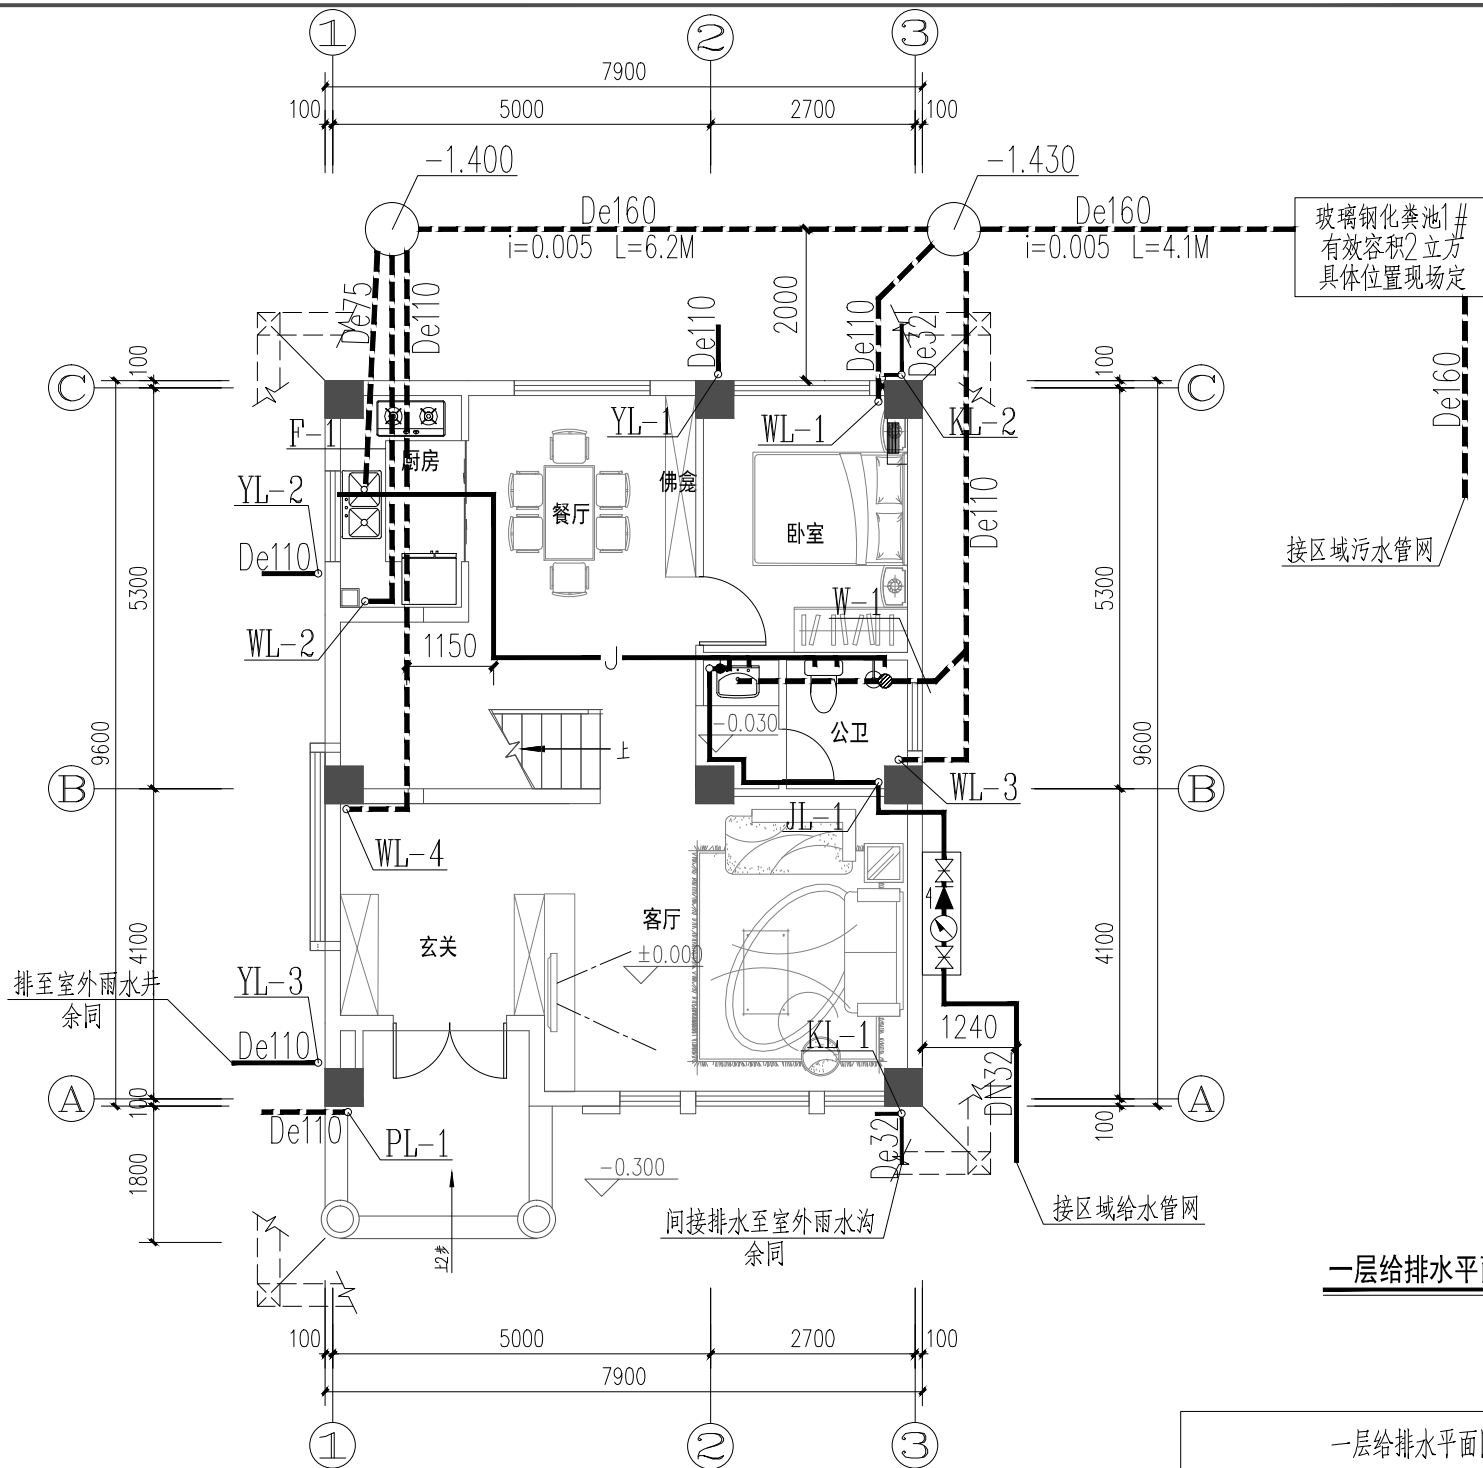 1
2
3
7900
100
5000
2700
100
-1.400
-1.430
De160
i=0.005 L=6.2M
De160
i=0.005 L=4.1M
玻璃钢化粪池1#
有效容积2立方
具体位置现场定
De75
De110
De110
2000
De110
De32
De160
100
C
100
C
F-1
YL-1
WL-1
KL-2
厨房
YL-2
佛龛
餐厅
卧室
De110
接区域污水管网
De110
5300
5300
W-1
WL-2
1150
J
9600
-0.030
公卫
9600
上
B
WL-3
B
JL-1
WL-4
客厅
玄关
±0.000
4100
4100
排至室外雨水井
余同
YL-3
De110
KL-1
1240
DN32
A
100
A
100
De110
PL-1
De32
-0.300
1800
间接排水至室外雨水沟
余同
接区域给水管网
上2步
一层给排水平
100
5000
2700
100
7900
1
2
3
一层给排水平面